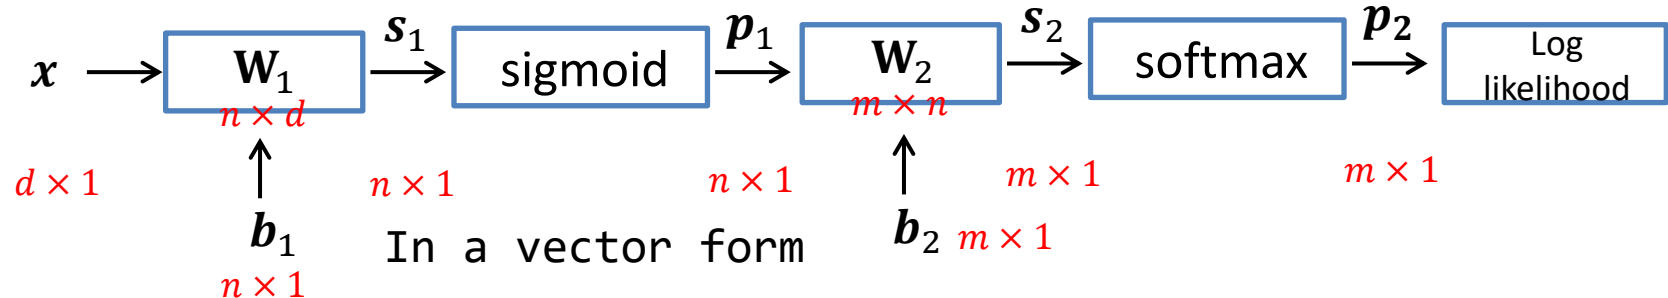 𝒙 𝐖₁ 𝒔₁ sigmoid 𝒑₁ 𝐖₂ 𝒔₂ softmax 𝒑𝟐 Log
likelihood
n × d m × n
d × 1 n × 1 n × 1 m × 1 m × 1
𝒃₁ In a vector form 𝒃₂ m × 1
n × 1